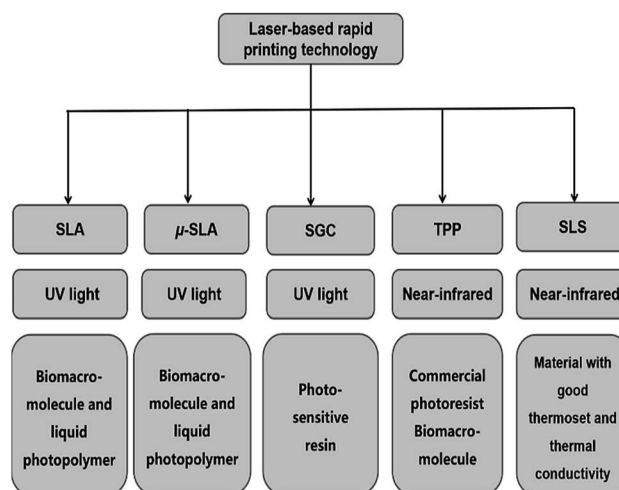 Laser-based rapid
printing technology
SLA
μ-SLA
SGC
TPP
SLS
UV light
UV light
UV light
Near-infrared
Near-infrared
Biomacro-
molecule and
liquid
photopolymer
Biomacro-
molecule and
liquid
photopolymer
Photo-
sensitive
resin
Commercial
photoresist
Biomacro-
molecule
Material with
good
thermoset and
thermal
conductivity